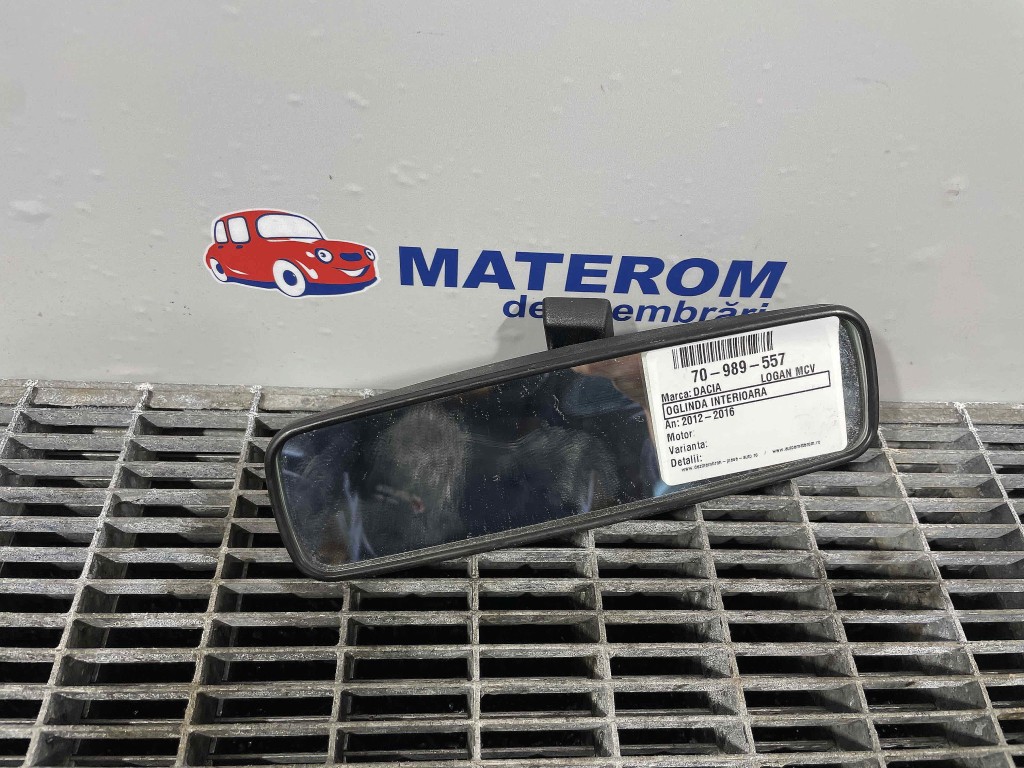 MATEROM
de embrări
70-989-557
Marca: DACIA LOGAN MCV
OGLINDA INTERIOARA
An: 2012-2016
Motor:
Varianta:
Detalii: